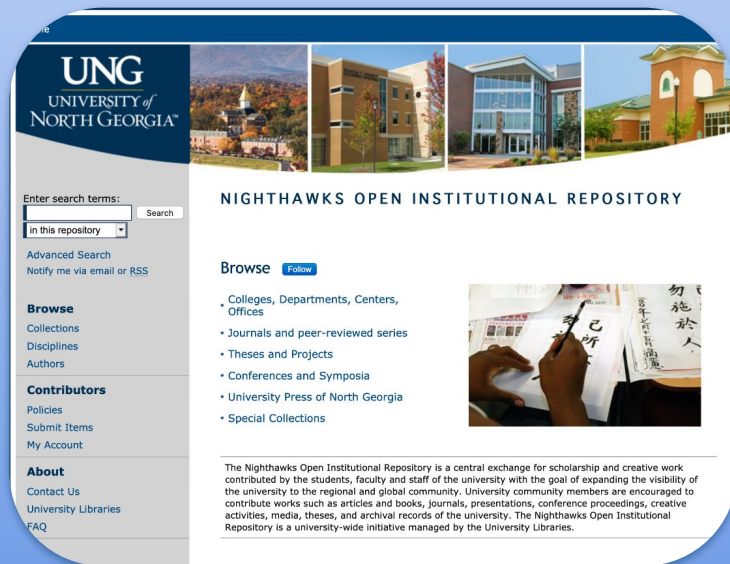 UNG
UNIVERSITY of
NORTH GEORGIA™
NIGHTHAWKS OPEN INSTITUTIONAL REPOSITORY
Enter search terms:
Search
in this repository
Advanced Search
Notify me via email or RSS
Browse
Collections
Disciplines
Authors
Contributors
Policies
Submit Items
My Account
About
Contact Us
University Libraries
FAQ
Browse
Follow
• Colleges, Departments, Centers,
Offices
• Journals and peer-reviewed series
• Theses and Projects
• Conferences and Symposia
• University Press of North Georgia
• Special Collections
己所
勿施於人
The Nighthawks Open Institutional Repository is a central exchange for scholarship and creative work
contributed by the students, faculty and staff of the university with the goal of expanding the visibility of
the university to the regional and global community. University community members are encouraged to
contribute works such as articles and books, journals, presentations, conference proceedings, creative
activities, media, theses, and archival records of the university. The Nighthawks Open Institutional
Repository is a university-wide initiative managed by the University Libraries.